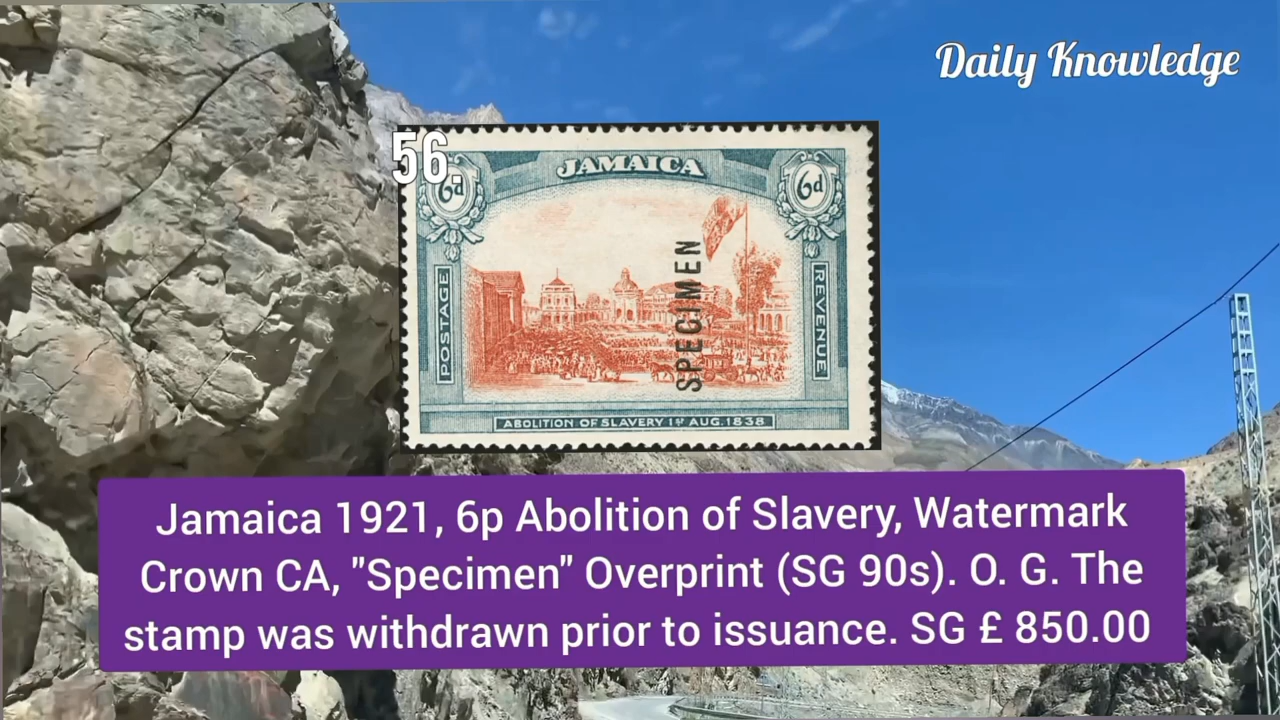 Daily Knowledge
56.
JAMAICA
6d
6d
POSTAGE
SPECIMEN
REVENUE
ABOLITION OF SLAVERY 1ST AUG. 1838
Jamaica 1921, 6p Abolition of Slavery, Watermark
Crown CA, "Specimen" Overprint (SG 90s). O. G. The
stamp was withdrawn prior to issuance. SG £ 850.00